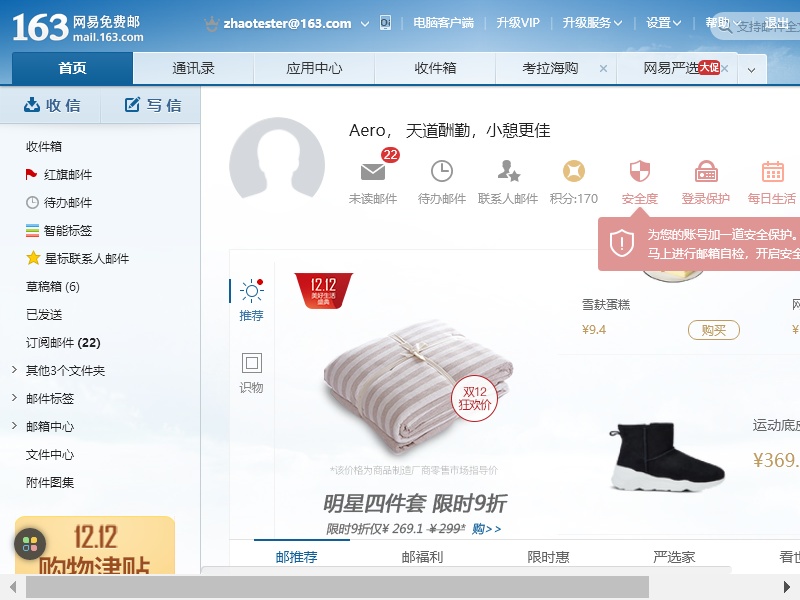 163 网易免费邮
mail.163.com
zhaotester@163.com
电脑客户端
升级VIP
升级服务
设置
帮助
退出
支持邮件全文
首页
通讯录
应用中心
收件箱
考拉海购
网易严选
大促
收信
写信
收件箱
红旗邮件
待办邮件
智能标签
星标联系人邮件
草稿箱 (6)
已发送
订阅邮件 (22)
其他3个文件夹
邮件标签
邮箱中心
文件中心
附件图集
12.12
购物津贴
Aero， 天道酬勤，小憩更佳
22
未读邮件
待办邮件
联系人邮件
积分:170
安全度
登录保护
每日生活
为您的账号加一道安全保护。
马上进行邮箱自检，开启安全
推荐
识物
12.12
美好生活
盛典
双12
狂欢价
*该价格为商品制造厂商零售市场指导价
明星四件套 限时9折
限时9折仅¥ 269.1 ¥299* 购>>
雪麸蛋糕
¥9.4
购买
¥
运动底皮
¥369.
邮推荐
邮福利
限时惠
严选家
看世